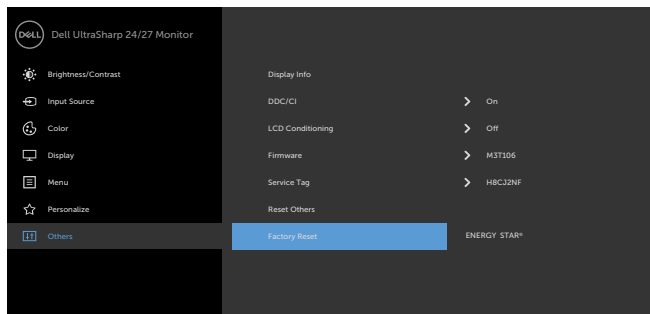 DELL Dell UltraSharp 24/27 Monitor
Brightness/Contrast Display Info
Input Source DDC/CI On
Color LCD Conditioning Off
Display Firmware M3T106
Menu Service Tag H8CJ2NF
Personalize Reset Others
Others Factory Reset ENERGY STAR®